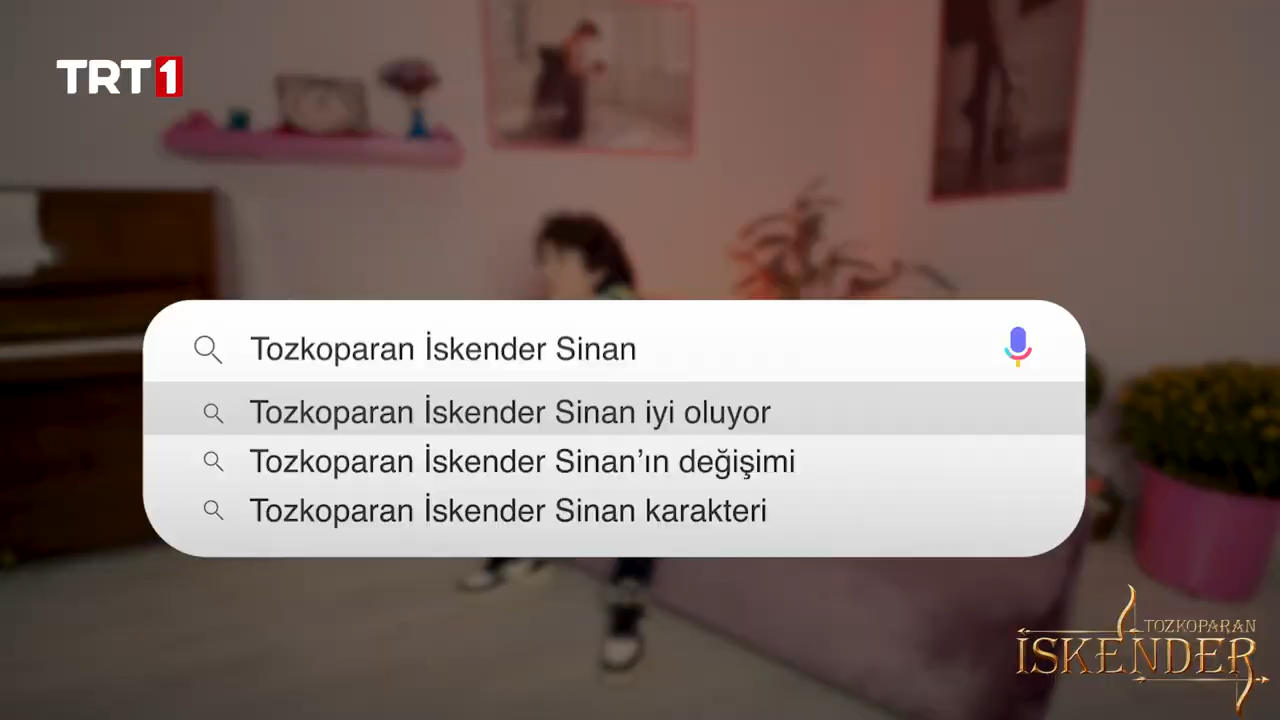 TRT1
Tozkoparan İskender Sinan
Tozkoparan İskender Sinan iyi oluyor
Tozkoparan İskender Sinan’ın değişimi
Tozkoparan İskender Sinan karakteri
TOZKOPARAN
İSKENDER